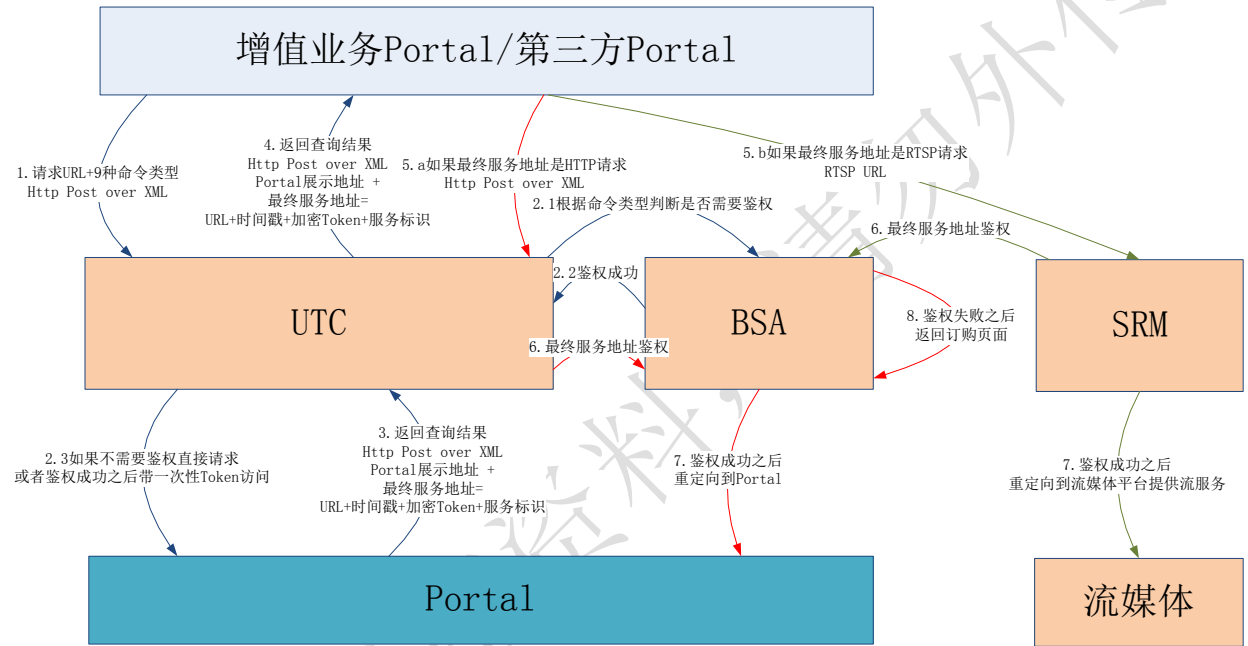 增值业务Portal/第三方Portal
1.请求URL+9种命令类型
Http Post over XML
4.返回查询结果
Http Post over XML
Portal展示地址 +
最终服务地址=
URL+时间戳+加密Token+服务标识
5.a如果最终服务地址是HTTP请求
Http Post over XML
5.b如果最终服务地址是RTSP请求
RTSP URL
2.1根据命令类型判断是否需要鉴权
6.最终服务地址鉴权
2.2鉴权成功
UTC
BSA
SRM
8.鉴权失败之后
返回订购页面
6.最终服务地址鉴权
2.3如果不需要鉴权直接请求
或者鉴权成功之后带一次性Token访问
3.返回查询结果
Http Post over XML
Portal展示地址 +
最终服务地址=
URL+时间戳+加密Token+服务标识
7.鉴权成功之后
重定向到Portal
7.鉴权成功之后
重定向到流媒体平台提供流服务
Portal
流媒体
资料,请勿外